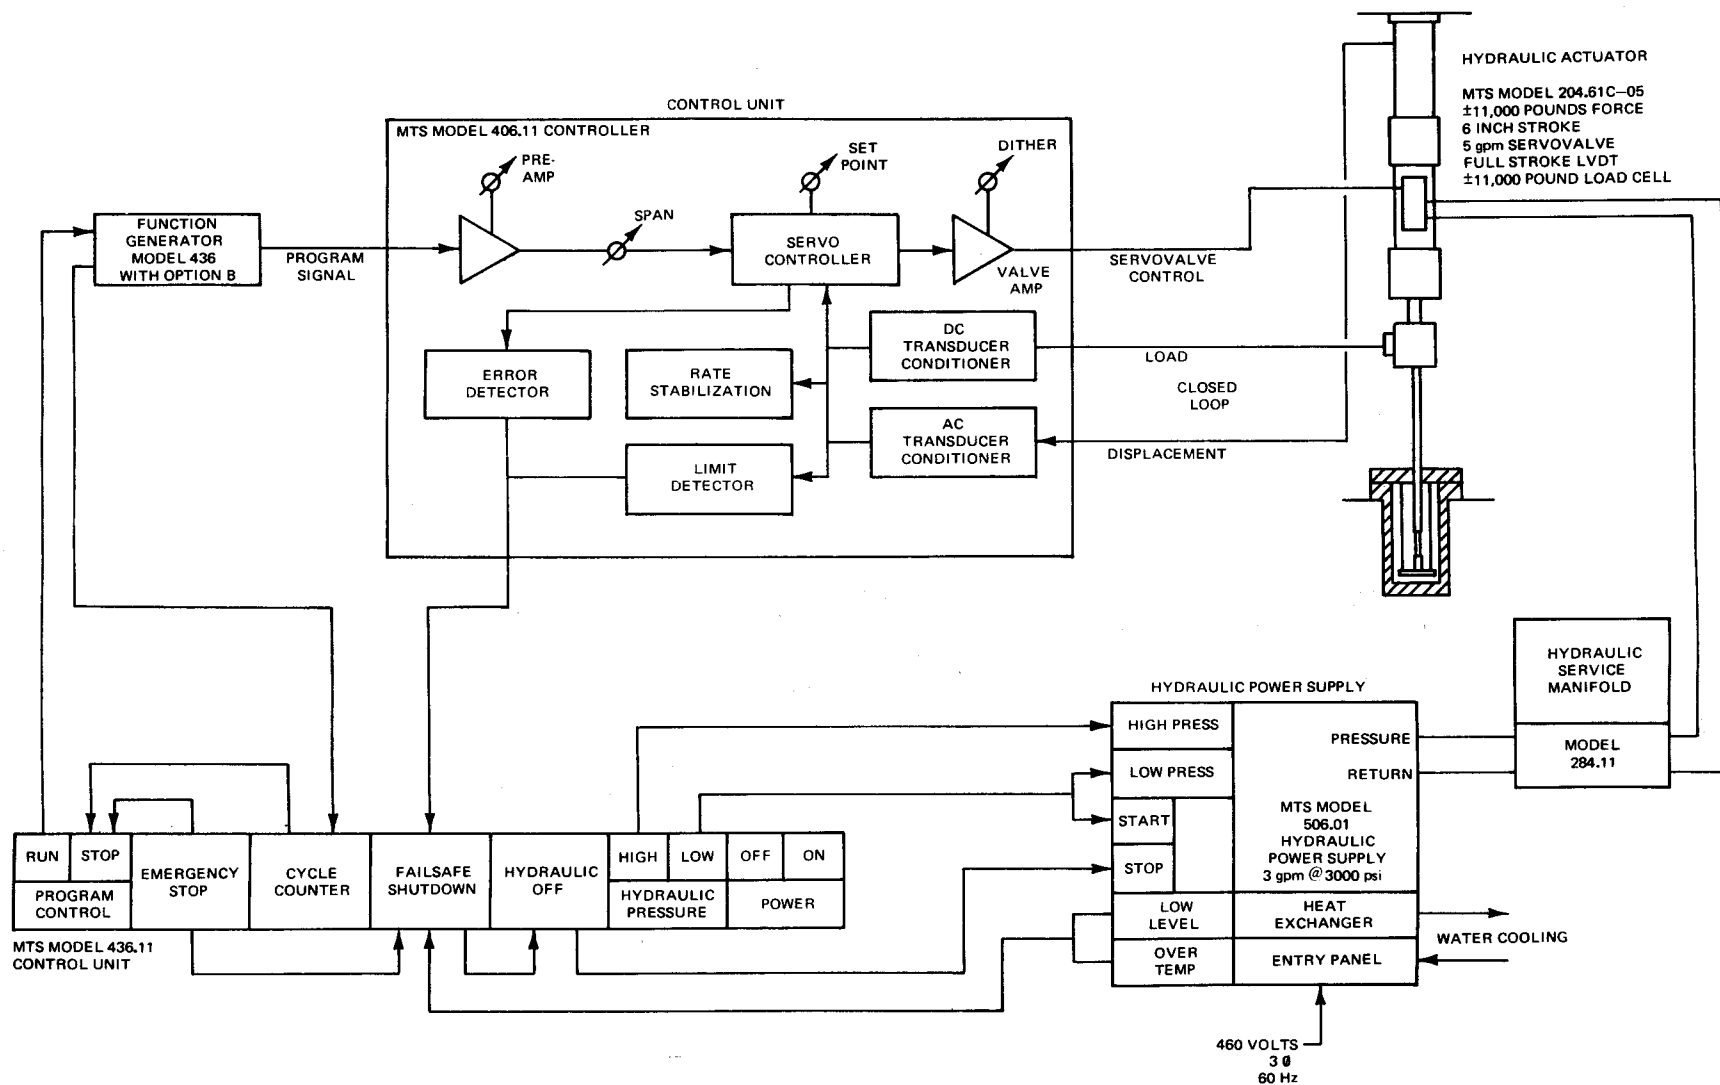 HYDRAULIC ACTUATOR
MTS MODEL 204.61C-05
±11,000 POUNDS FORCE
6 INCH STROKE
5 gpm SERVOVALVE
FULL STROKE LVDT
±11,000 POUND LOAD CELL
CONTROL UNIT
MTS MODEL 406.11 CONTROLLER
PRE-
AMP
SET
POINT
DITHER
FUNCTION
GENERATOR
MODEL 436
WITH OPTION B
PROGRAM
SIGNAL
SPAN
SERVO
CONTROLLER
VALVE
AMP
SERVOVALVE
CONTROL
DC
TRANSDUCER
CONDITIONER
LOAD
ERROR
DETECTOR
RATE
STABILIZATION
CLOSED
LOOP
AC
TRANSDUCER
CONDITIONER
DISPLACEMENT
LIMIT
DETECTOR
HYDRAULIC
SERVICE
MANIFOLD
MODEL
284.11
HYDRAULIC POWER SUPPLY
HIGH PRESS
LOW PRESS
START
STOP
LOW
LEVEL
OVER
TEMP
PRESSURE
RETURN
MTS MODEL
506.01
HYDRAULIC
POWER SUPPLY
3 gpm @ 3000 psi
HEAT
EXCHANGER
ENTRY PANEL
WATER COOLING
460 VOLTS
3 Ø
60 Hz
RUN
STOP
PROGRAM
CONTROL
EMERGENCY
STOP
CYCLE
COUNTER
FAILSAFE
SHUTDOWN
HYDRAULIC
OFF
HIGH
LOW
HYDRAULIC
PRESSURE
OFF
ON
POWER
MTS MODEL 436.11
CONTROL UNIT